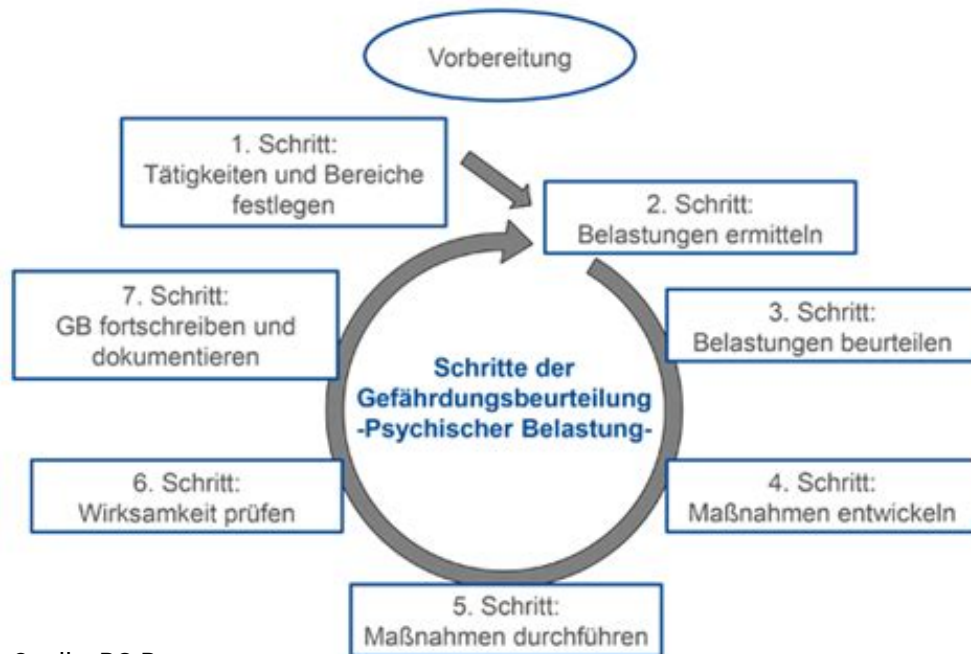 Vorbereitung
1. Schritt:
Tätigkeiten und Bereiche
festlegen
2. Schritt:
Belastungen ermitteln
3. Schritt:
Belastungen beurteilen
4. Schritt:
Maßnahmen entwickeln
5. Schritt:
Maßnahmen durchführen
6. Schritt:
Wirksamkeit prüfen
7. Schritt:
GB fortschreiben und
dokumentieren
Schritte der
Gefährdungsbeurteilung
-Psychischer Belastung-